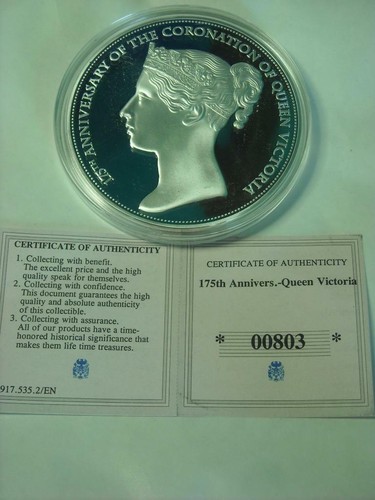 175TH ANNIVERSARY OF THE CORONATION OF QUEEN VICTORIA
CERTIFICATE OF AUTHENTICITY
1. Collecting with benefit.
The excellent price and the high
quality speak for themselves.
2. Collecting with confidence.
This document guarantees the high
quality and absolute authenticity
of this collectible.
3. Collecting with assurance.
All of our products have a time-
honored historical significance that
makes them life time treasures.
917.535.2/EN
CERTIFICATE OF AUTHENTICITY
175th Annivers.-Queen Victoria
* 00803 *